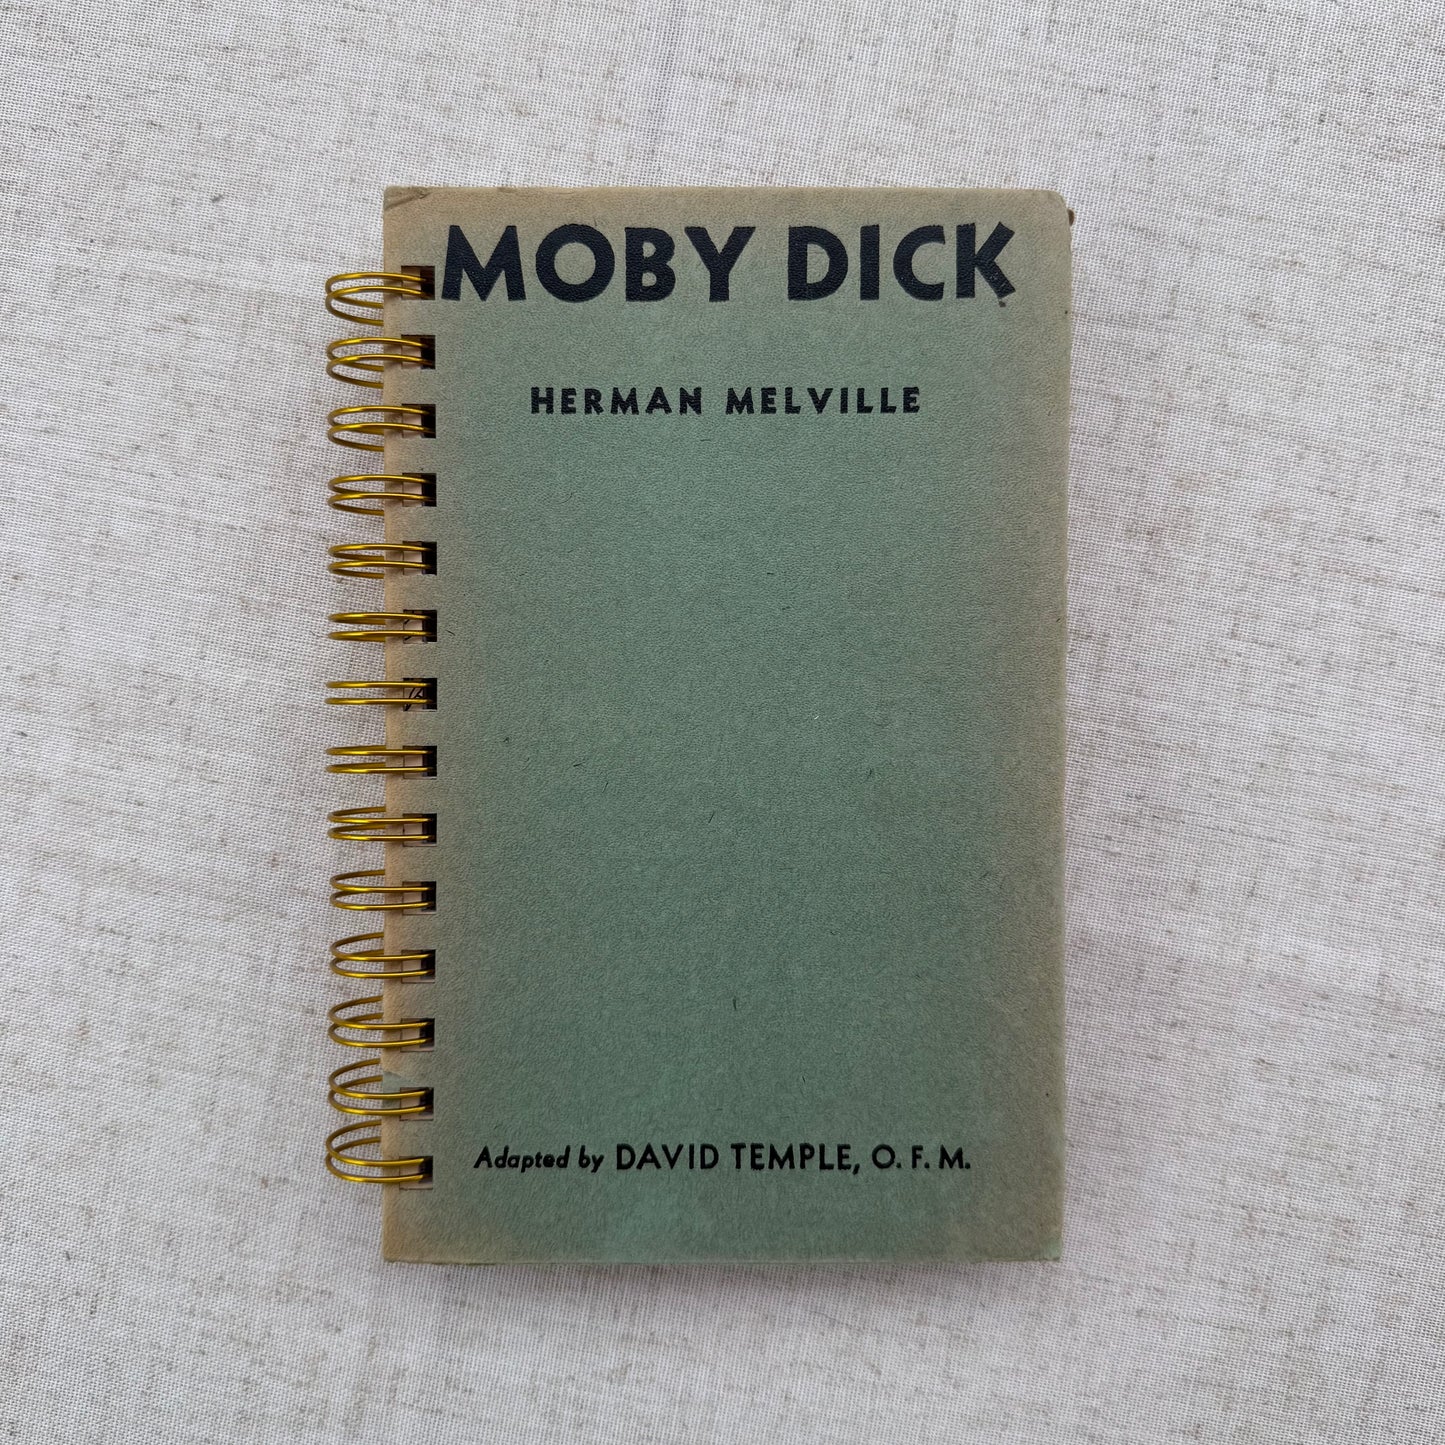 MOBY DICK
HERMAN MELVILLE
Adapted by DAVID TEMPLE, O. F. M.